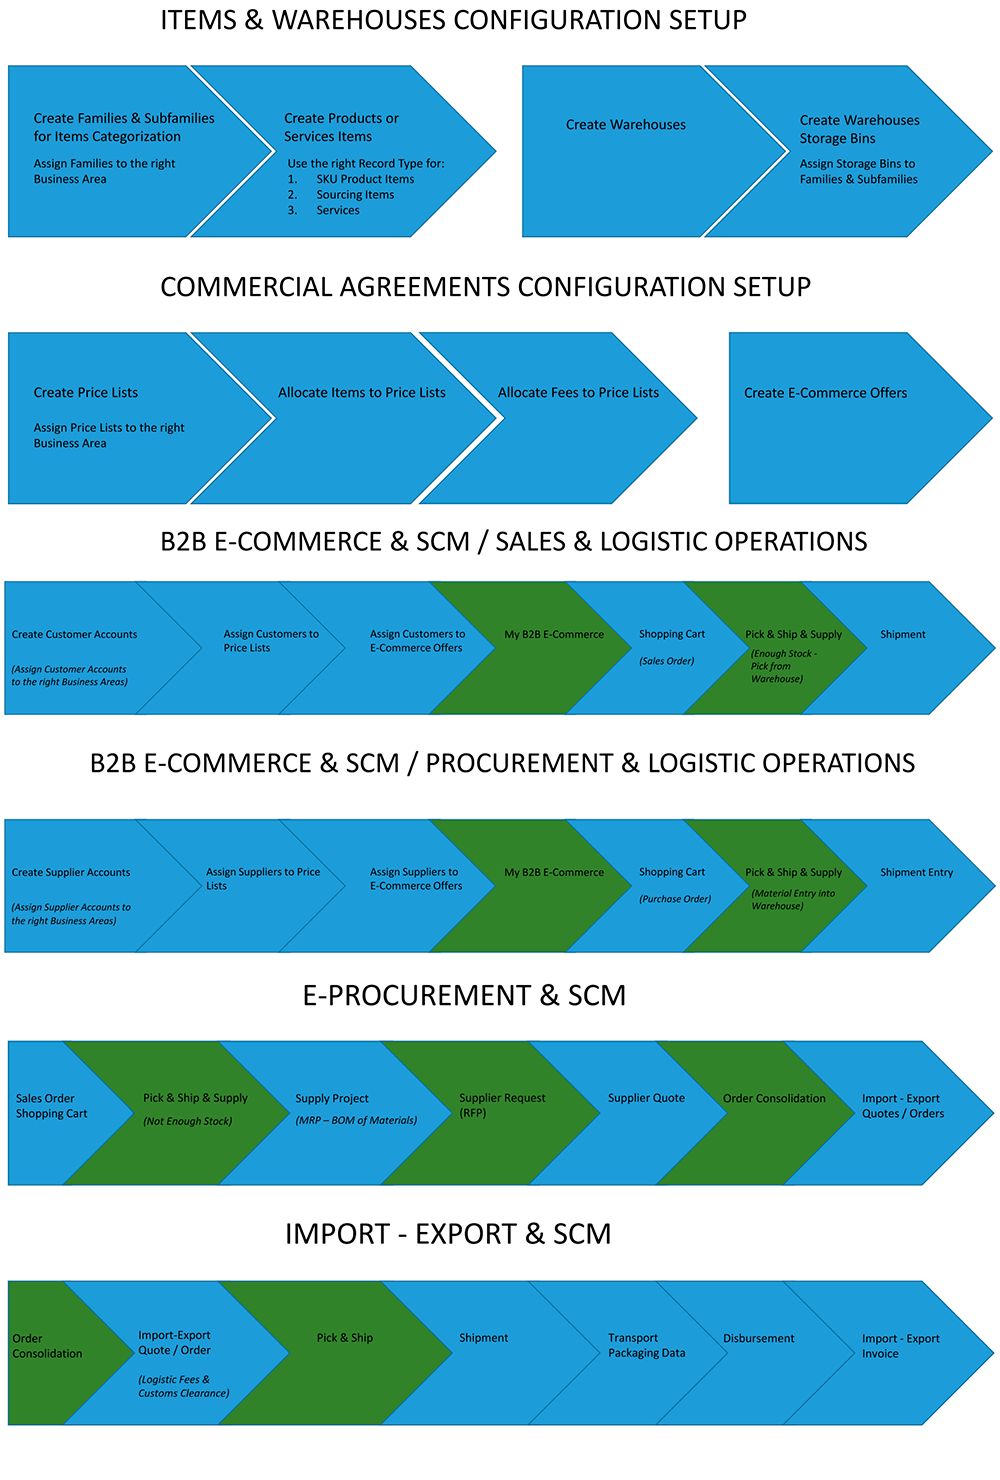 ITEMS & WAREHOUSES CONFIGURATION SETUP
Create Families & Subfamilies
for Items Categorization
Assign Families to the right
Business Area
Create Products or
Services Items
Use the right Record Type for:
1. SKU Product Items
2. Sourcing Items
3. Services
Create Warehouses
Create Warehouses
Storage Bins
Assign Storage Bins to
Families & Subfamilies
COMMERCIAL AGREEMENTS CONFIGURATION SETUP
Create Price Lists
Assign Price Lists to the right
Business Area
Allocate Items to Price Lists
Allocate Fees to Price Lists
Create E-Commerce Offers
B2B E-COMMERCE & SCM / SALES & LOGISTIC OPERATIONS
Create Customer Accounts
(Assign Customer Accounts
to the right Business Areas)
Assign Customers to
Price Lists
Assign Customers to
E-Commerce Offers
My B2B E-Commerce
Shopping Cart
(Sales Order)
Pick & Ship & Supply
(Enough Stock -
Pick from
Warehouse)
Shipment
B2B E-COMMERCE & SCM / PROCUREMENT & LOGISTIC OPERATIONS
Create Supplier Accounts
(Assign Supplier Accounts to
the right Business Areas)
Assign Suppliers to Price
Lists
Assign Suppliers to
E-Commerce Offers
My B2B E-Commerce
Shopping Cart
(Purchase Order)
Pick & Ship & Supply
(Material Entry into
Warehouse)
Shipment Entry
E-PROCUREMENT & SCM
Sales Order
Shopping Cart
Pick & Ship & Supply
(Not Enough Stock)
Supply Project
(MRP – BOM of Materials)
Supplier Request
(RFP)
Supplier Quote
Order Consolidation
Import - Export
Quotes / Orders
IMPORT - EXPORT & SCM
Order
Consolidation
Import-Export
Quote / Order
(Logistic Fees &
Customs Clearance)
Pick & Ship
Shipment
Transport
Packaging Data
Disbursement
Import - Export
Invoice